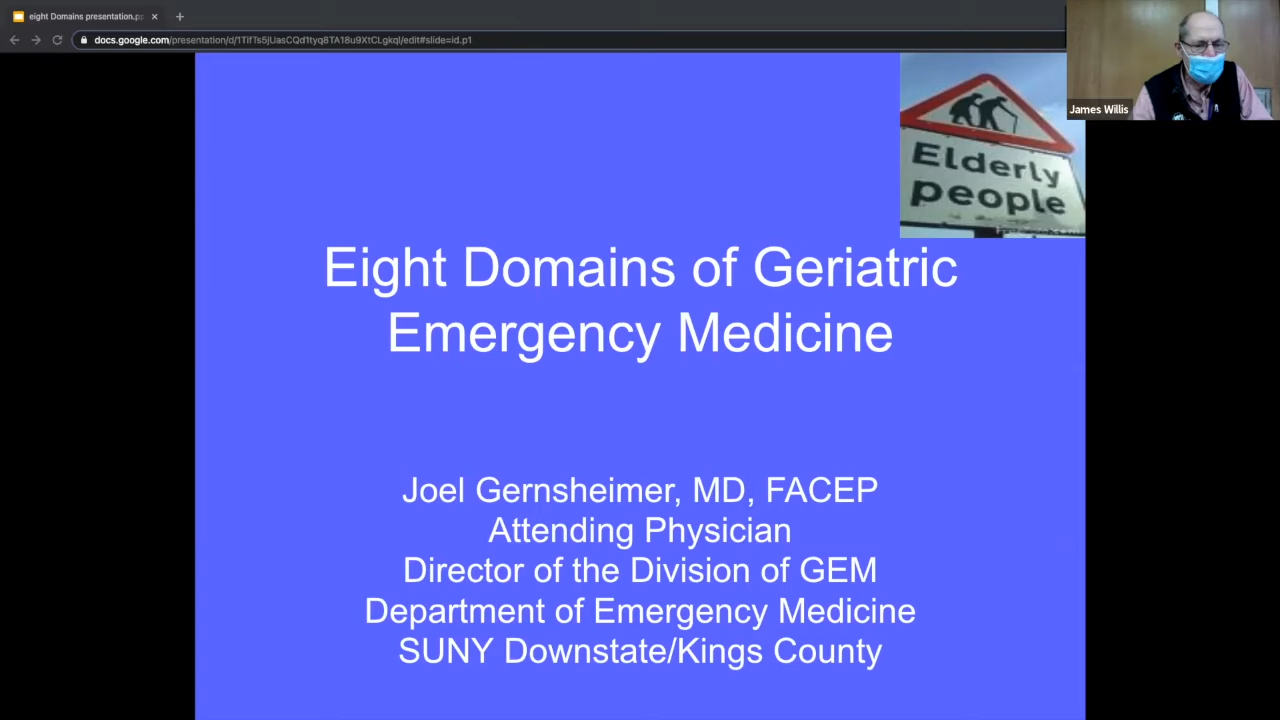 eight Domains presentation.pp
docs.google.com/presentation/d/1TifTs5jUasCQd1tyq8TA18u9XtCLgkql/edit#slide=id.p1
James Willis
Elderly
people
Eight Domains of Geriatric
Emergency Medicine
Joel Gernsheimer, MD, FACEP
Attending Physician
Director of the Division of GEM
Department of Emergency Medicine
SUNY Downstate/Kings County